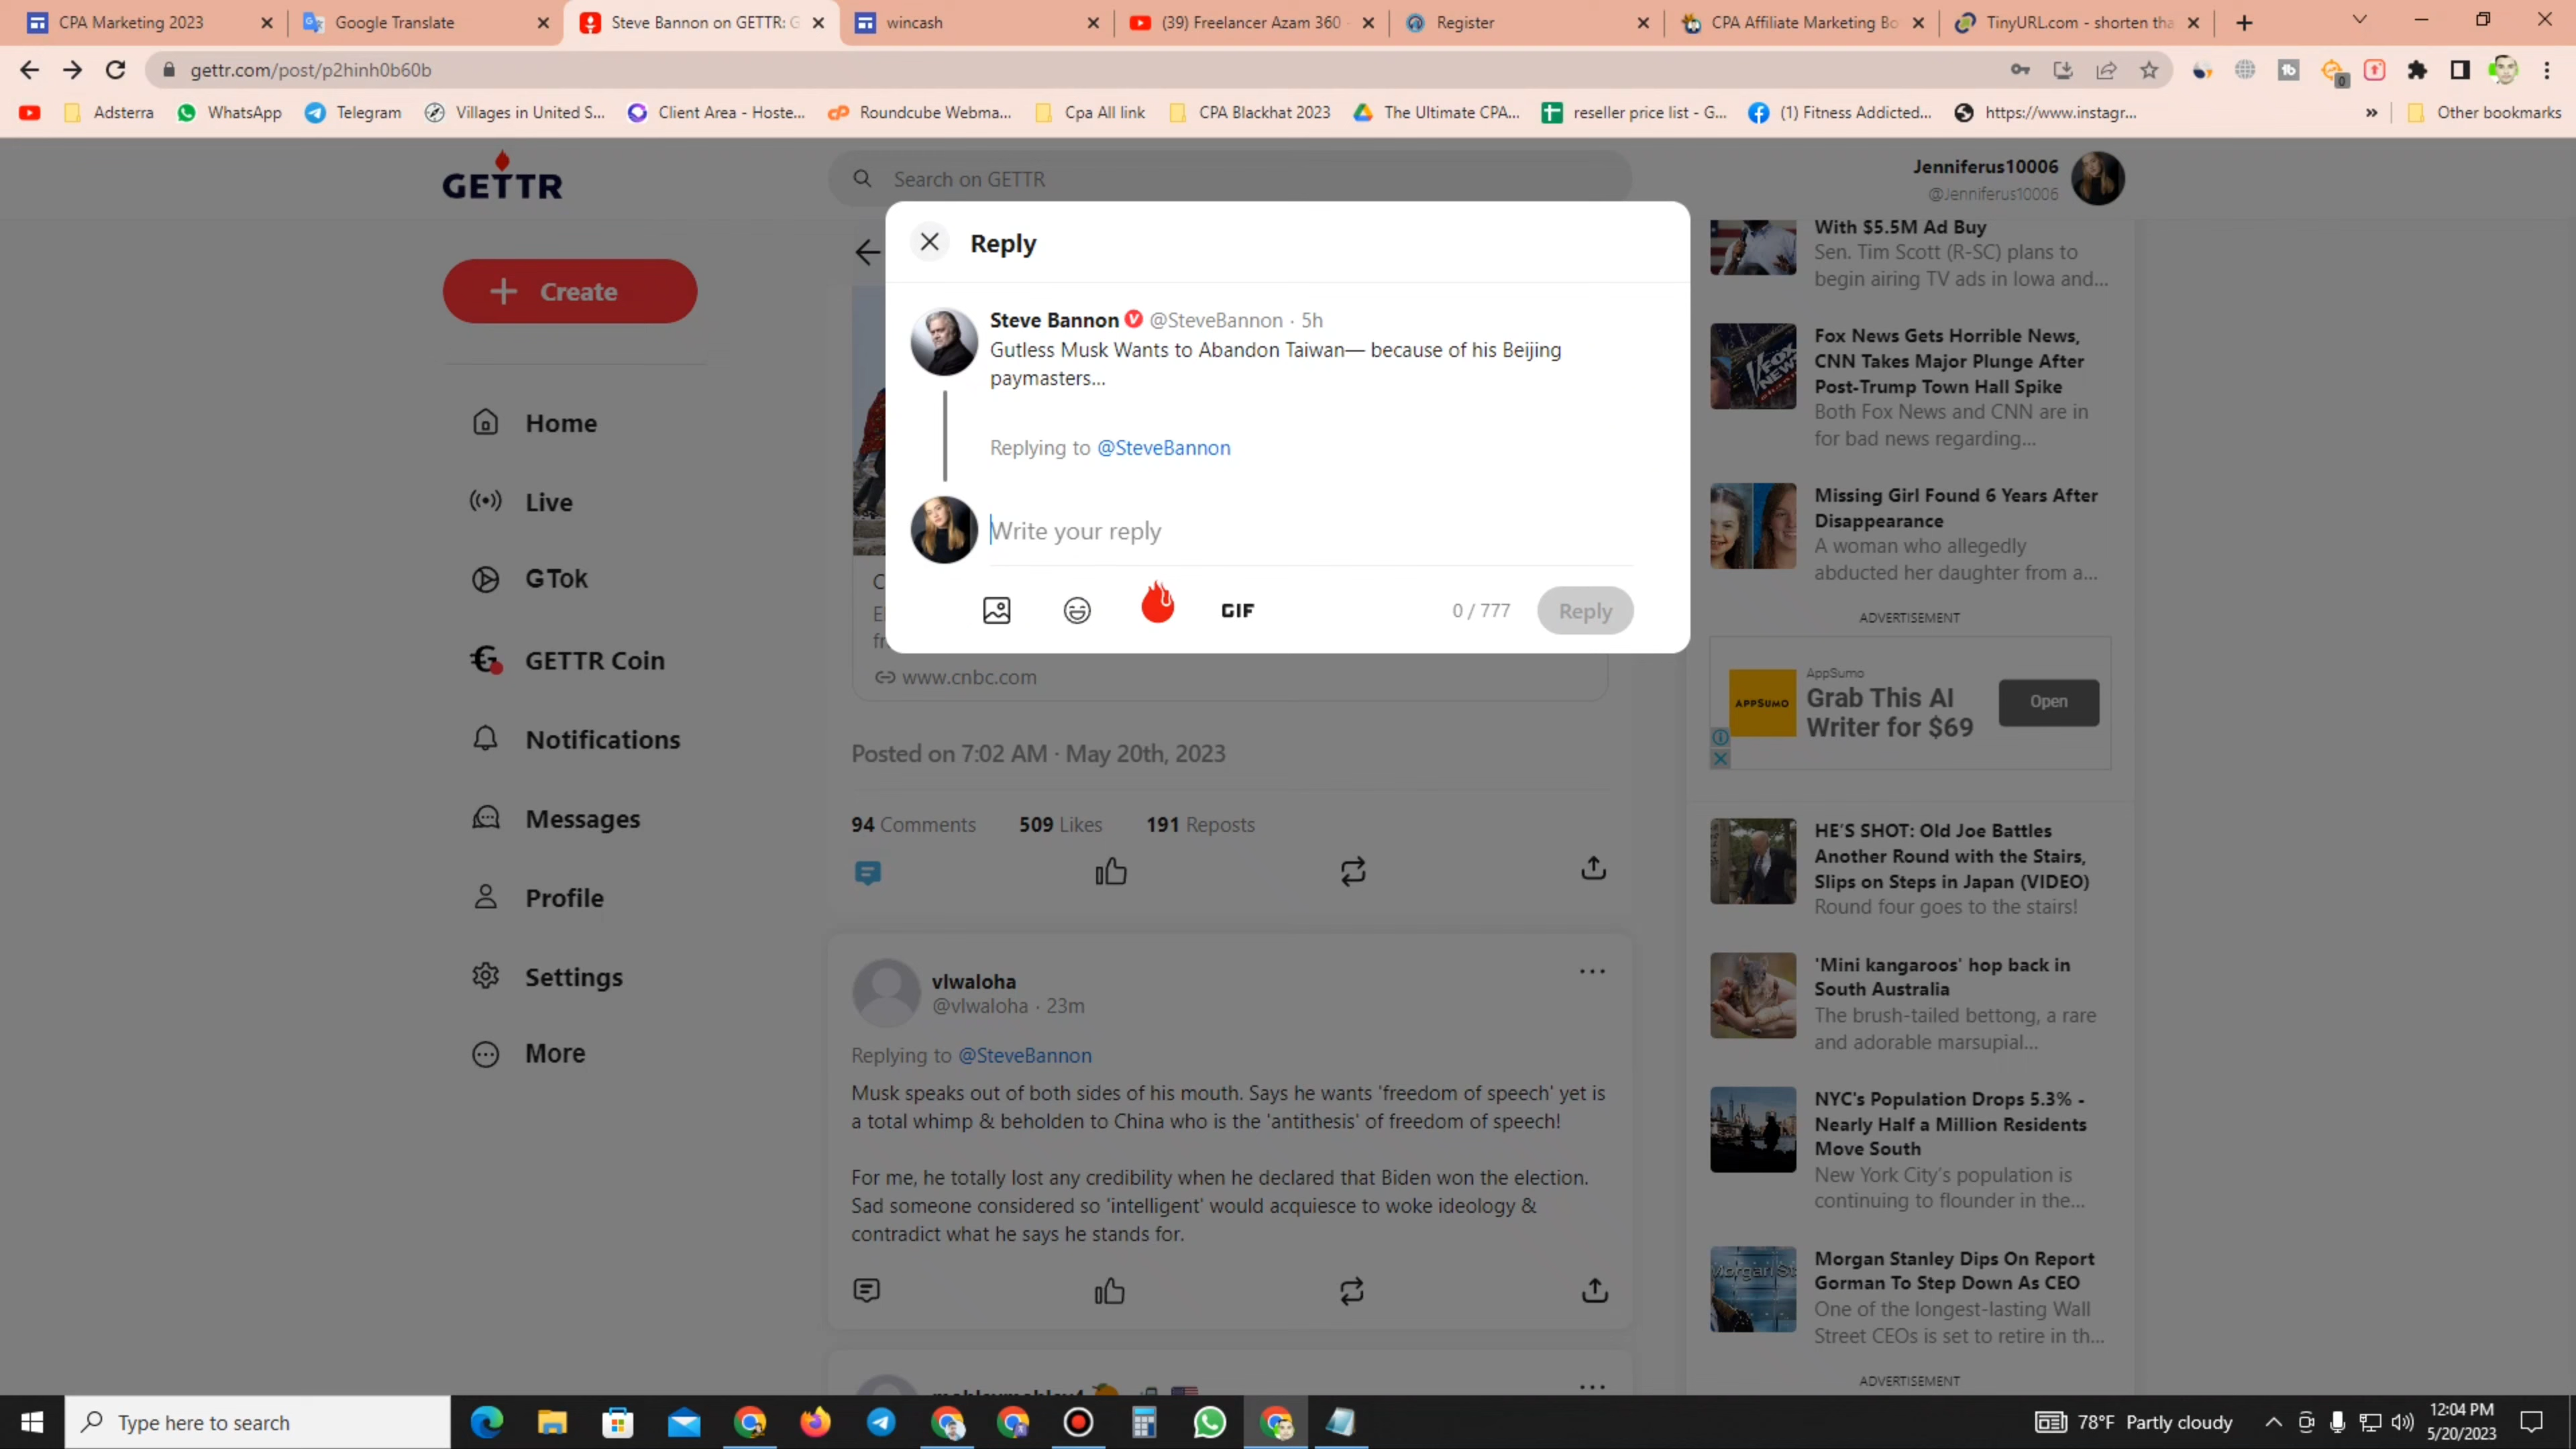 CPA Marketing 2023
Google Translate
Steve Bannon on GETTR: G
wincash
(39) Freelancer Azam 360 -
Register
CPA Affiliate Marketing Bo
TinyURL.com - shorten tha
gettr.com/post/p2hinh0b60b
Adsterra
WhatsApp
Telegram
Villages in United S...
Client Area - Hoste...
Roundcube Webma...
Cpa All link
CPA Blackhat 2023
The Ultimate CPA...
reseller price list - G...
(1) Fitness Addicted...
https://www.instagr...
Other bookmarks
GETTR
Search on GETTR
Jenniferus10006
@Jenniferus10006
Create
Home
Live
GTok
GETTR Coin
Notifications
Messages
Profile
Settings
More
Reply
Steve Bannon @SteveBannon · 5h
Gutless Musk Wants to Abandon Taiwan— because of his Beijing
paymasters...
Replying to @SteveBannon
Write your reply
GIF
0 / 777
Reply
C
www.cnbc.com
Posted on 7:02 AM · May 20th, 2023
94 Comments
509 Likes
191 Reposts
vlwaloha
@vlwaloha · 23m
Replying to @SteveBannon
Musk speaks out of both sides of his mouth. Says he wants 'freedom of speech' yet is
a total whimp & beholden to China who is the 'antithesis' of freedom of speech!
For me, he totally lost any credibility when he declared that Biden won the election.
Sad someone considered so 'intelligent' would acquiesce to woke ideology &
contradict what he says he stands for.
With $5.5M Ad Buy
Sen. Tim Scott (R-SC) plans to
begin airing TV ads in Iowa and...
Fox News Gets Horrible News,
CNN Takes Major Plunge After
Post-Trump Town Hall Spike
Both Fox News and CNN are in
for bad news regarding...
Missing Girl Found 6 Years After
Disappearance
A woman who allegedly
abducted her daughter from a...
ADVERTISEMENT
APPSUMO
AppSumo
Grab This AI
Writer for $69
Open
HE'S SHOT: Old Joe Battles
Another Round with the Stairs,
Slips on Steps in Japan (VIDEO)
Round four goes to the stairs!
'Mini kangaroos' hop back in
South Australia
The brush-tailed bettong, a rare
and adorable marsupial...
NYC's Population Drops 5.3% -
Nearly Half a Million Residents
Move South
New York City's population is
continuing to flounder in the...
Morgan Stanley Dips On Report
Gorman To Step Down As CEO
One of the longest-lasting Wall
Street CEOs is set to retire in th...
ADVERTISEMENT
Type here to search
78°F Partly cloudy
12:04 PM
5/20/2023